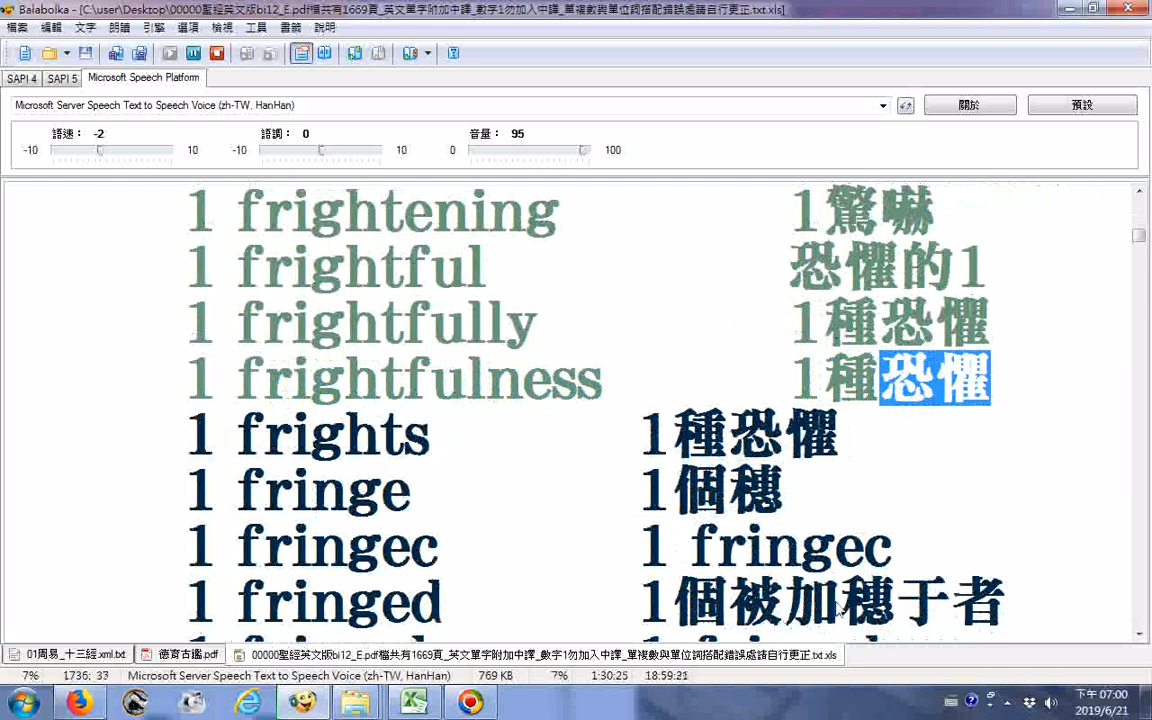 Balabolka - [C:\user\Desktop\00000聖經英文版bi12_E.pdf檔共有1669頁_英文單字附加中譯_數字1勿加入中譯_單複數與單位詞搭配錯誤處請自行更正.txt.xls]
檔案 編輯 文字 朗讀 引擎 選項 檢視 工具 書籤 說明
SAPI 4 SAPI 5 Microsoft Speech Platform
Microsoft Server Speech Text to Speech Voice (zh-TW, HanHan) 關於 預設
語速： -2 語調： 0 音量： 95
-10 10 -10 10 0 100
1 frightening 1驚嚇
1 frightful 恐懼的1
1 frightfully 1種恐懼
1 frightfulness 1種恐懼
1 frights 1種恐懼
1 fringe 1個穗
1 fringec 1 fringec
1 fringed 1個被加穗于者
01周易_十三經.xml.txt 德育古鑑.pdf 00000聖經英文版bi12_E.pdf檔共有1669頁_英文單字附加中譯_數字1勿加入中譯_單複數與單位詞搭配錯誤處請自行更正.txt.xls
7% 1736; 33 Microsoft Server Speech Text to Speech Voice (zh-TW, HanHan) 769 KB 7% 1:30:25 18:59:21
下午 07:00
2019/6/21